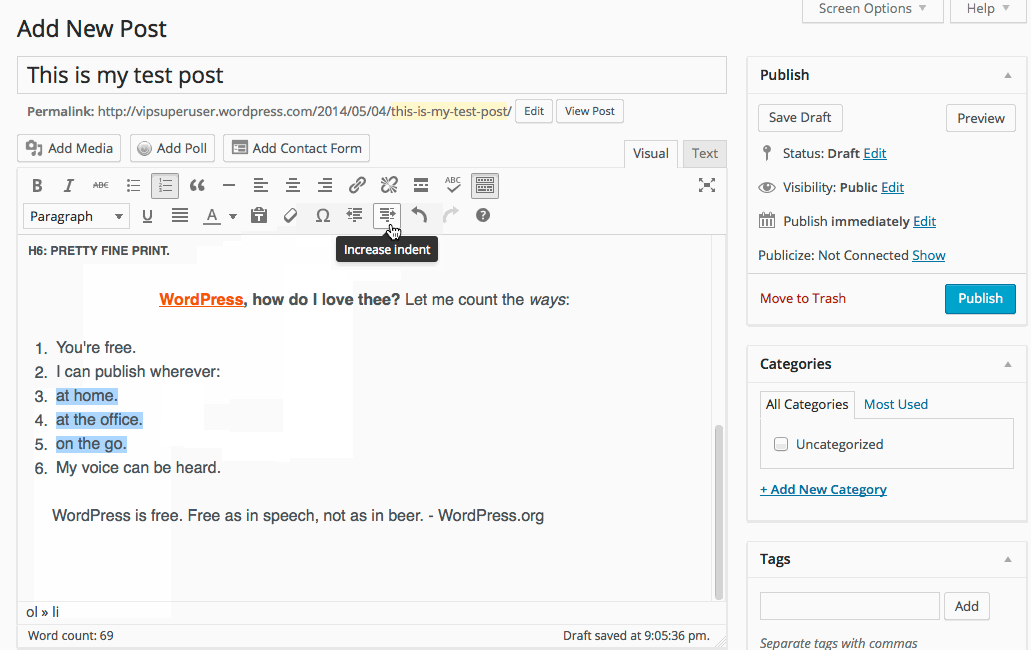 Screen Options Help
Add New Post
This is my test post
Permalink: http://vipsuperuser.wordpress.com/2014/05/04/this-is-my-test-post/ Edit View Post
Add Media Add Poll Add Contact Form
Visual Text
B I ABC ABC
Paragraph U A Ω ?
Increase indent
H6: PRETTY FINE PRINT.
WordPress, how do I love thee? Let me count the ways:
1. You're free.
2. I can publish wherever:
3. at home.
4. at the office.
5. on the go.
6. My voice can be heard.
WordPress is free. Free as in speech, not as in beer. - WordPress.org
ol » li
Word count: 69 Draft saved at 9:05:36 pm.
Publish
Save Draft Preview
Status: Draft Edit
Visibility: Public Edit
Publish immediately Edit
Publicize: Not Connected Show
Move to Trash Publish
Categories
All Categories Most Used
Uncategorized
+ Add New Category
Tags
Add
Separate tags with commas